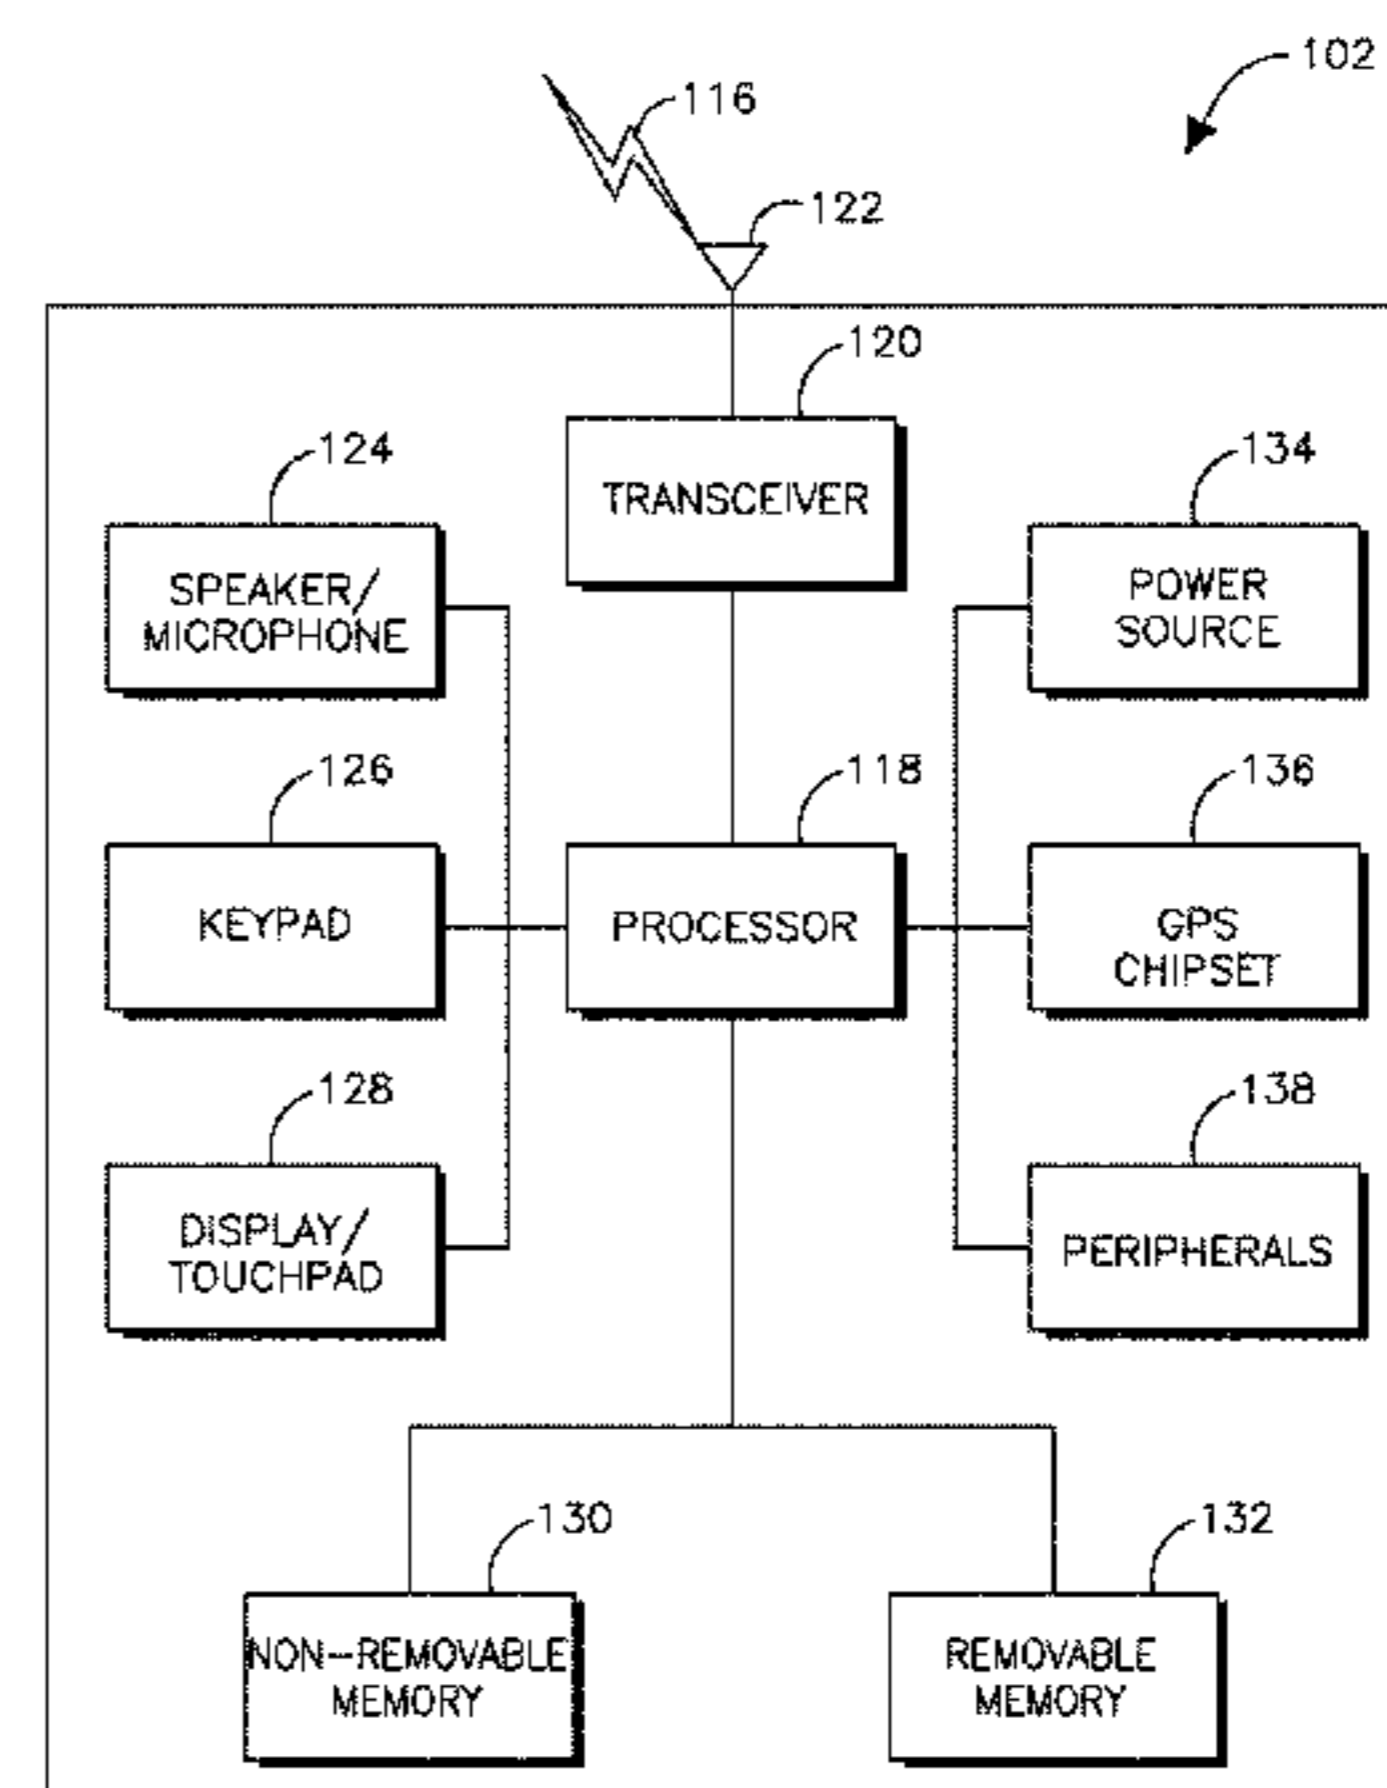 102
116
122
120
TRANSCEIVER
124
SPEAKER/
MICROPHONE
134
POWER
SOURCE
126
KEYPAD
118
PROCESSOR
136
GPS
CHIPSET
128
DISPLAY/
TOUCHPAD
138
PERIPHERALS
130
NON-REMOVABLE
MEMORY
132
REMOVABLE
MEMORY